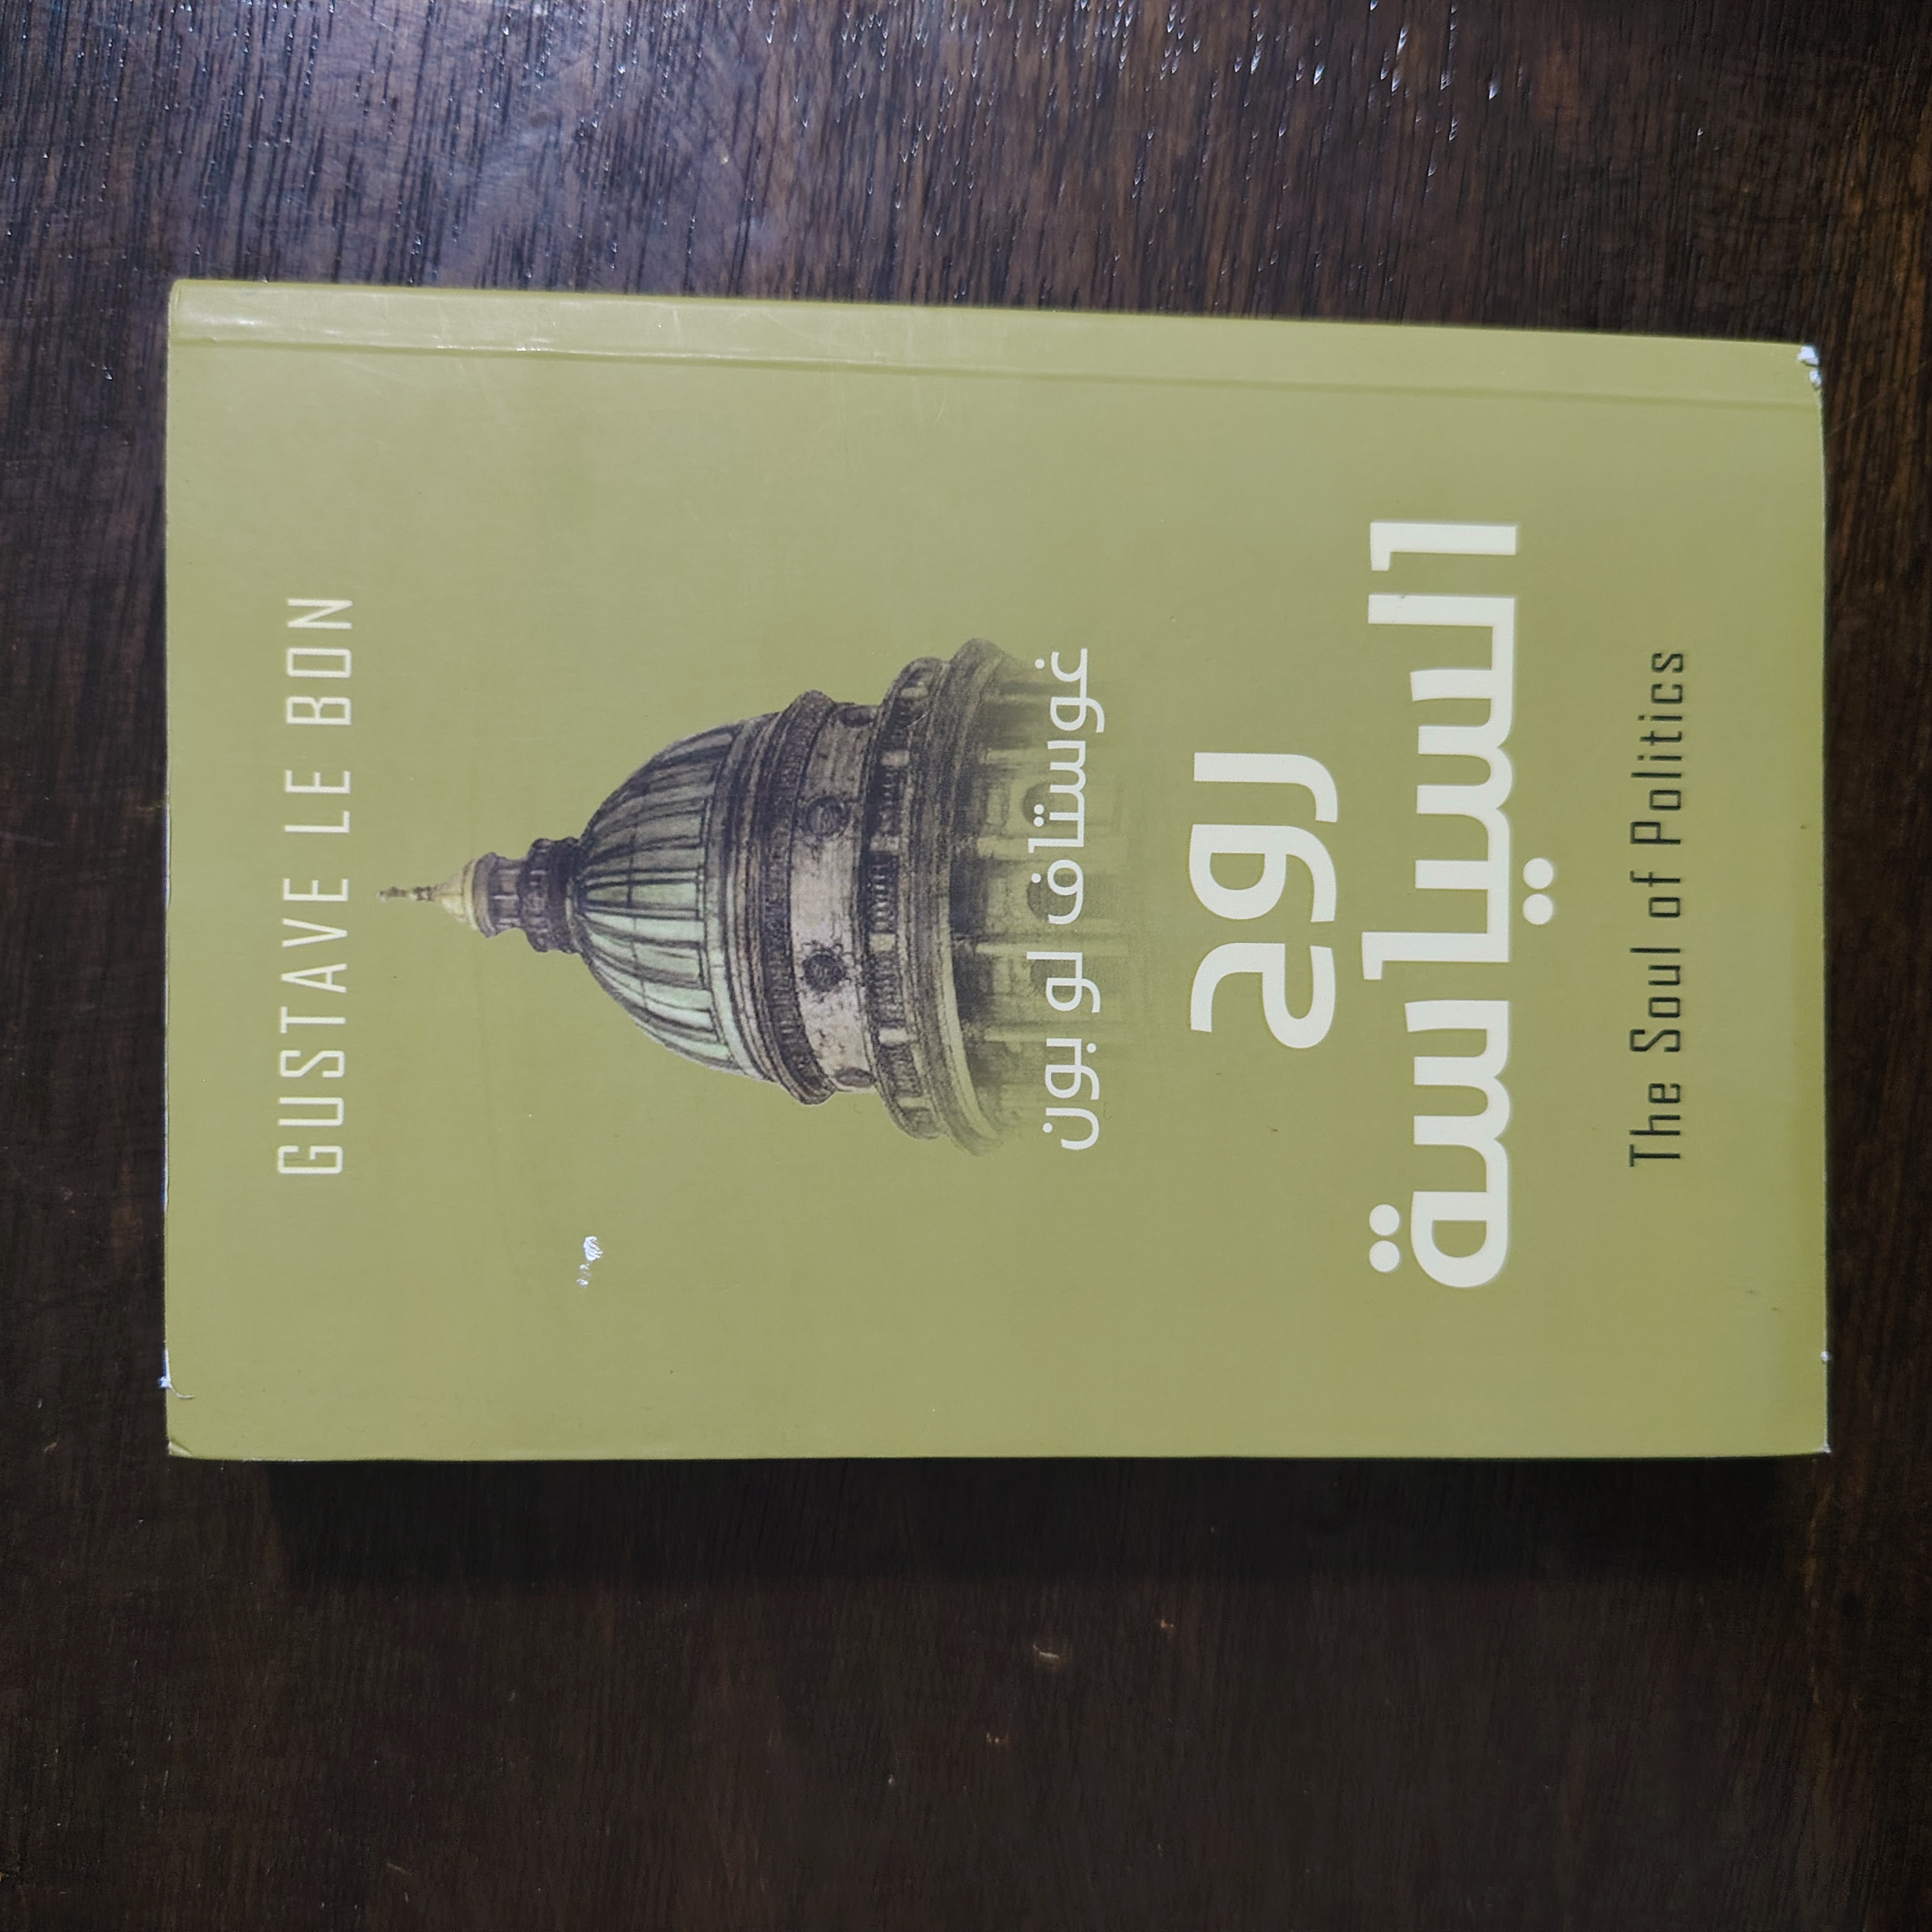 GUSTAVE LE BON
غوستاف لو بون
روح
السياسة
The Soul of Politics